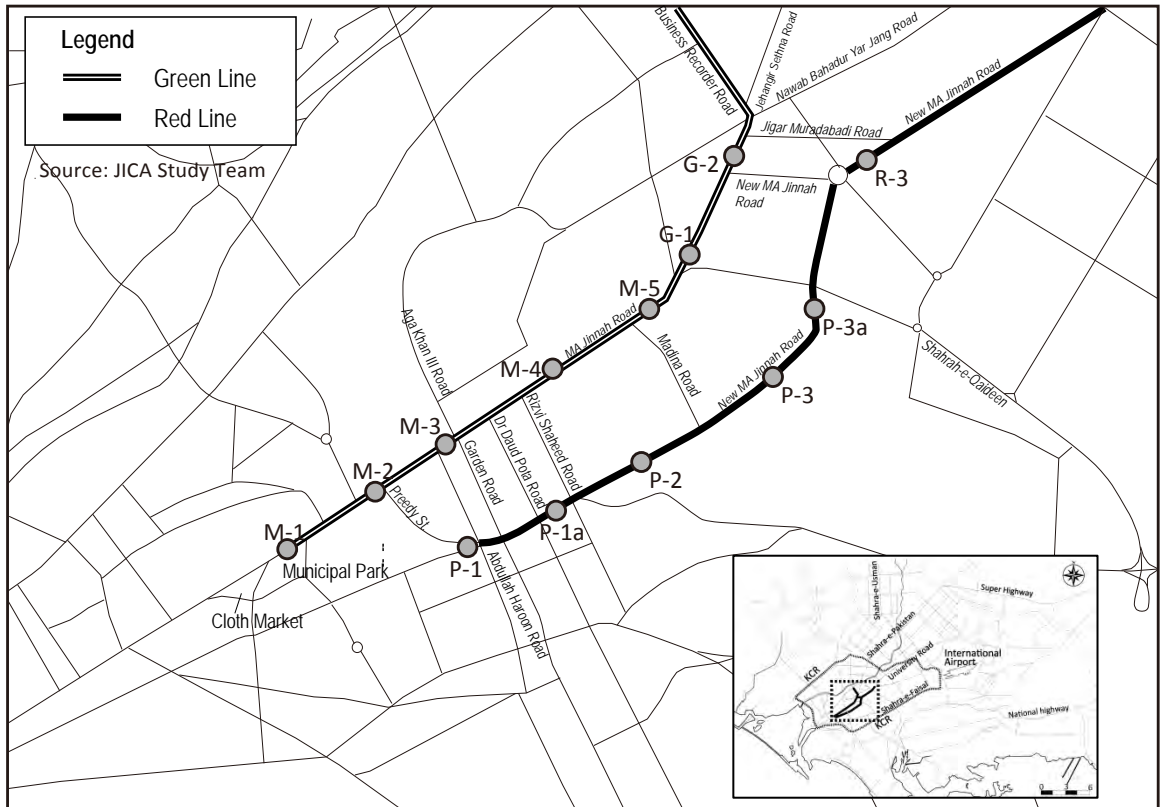 Legend
Green Line
Red Line
Source: JICA Study Team
Business Recorder Road
Jehangir Sethna Road
Nawab Bahadur Yar Jang Road
New MA Jinnah Road
Jigar Muradabadi Road
G-2
R-3
New MA Jinnah
Road
G-1
M-5
P-3a
Aga Khan III Road
MA Jinnah Road
Madina Road
New MA Jinnah Road
Shahrah-e-Qaideen
M-4
P-3
Rizvi Shaheed Road
M-3
Dr Daud Pota Road
Garden Road
M-2
P-2
Preedy St.
M-1
P-1a
P-1
Municipal Park
Abdullah Haroon Road
Cloth Market
Shahra-e-Usman
Super Highway
Shahra-e-Pakistan
University Road
International
Airport
KCR
Shahra-e-Faisal
KCR
National highway
0 3 6